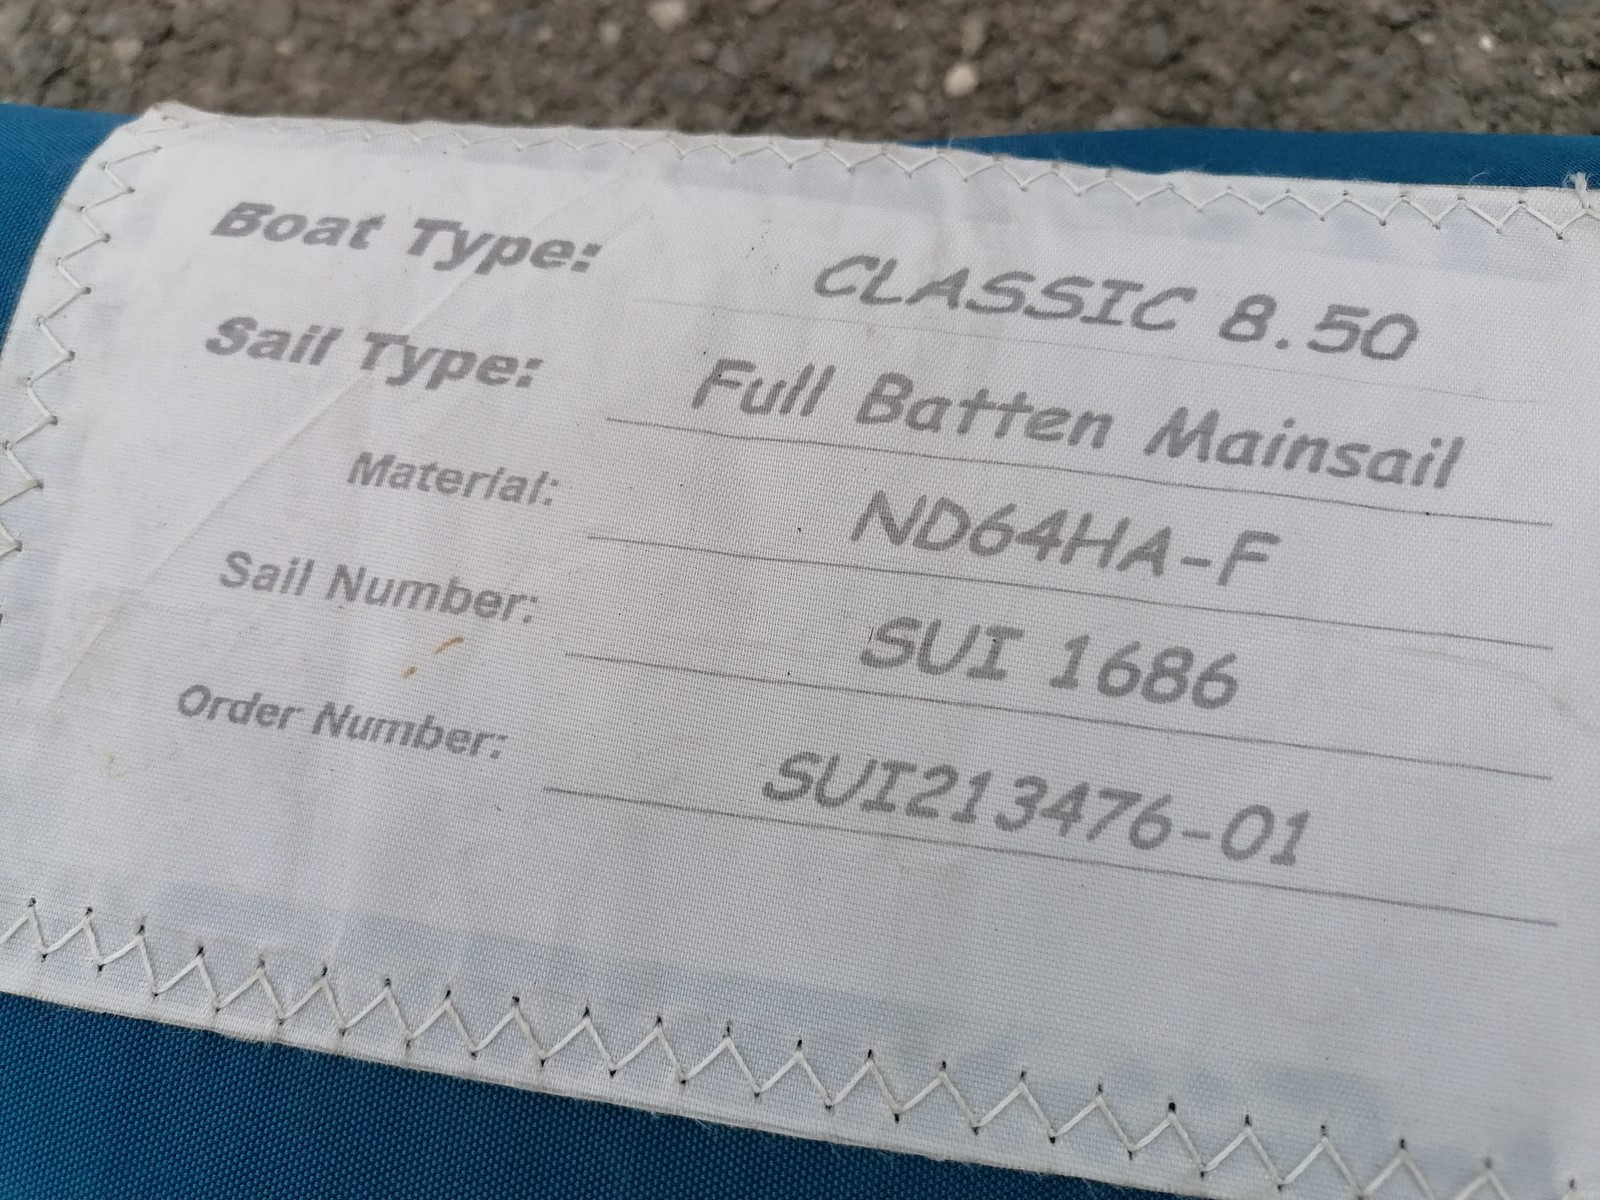 Boat Type: CLASSIC 8.50
Sail Type: Full Batten Mainsail
Material: ND64HA-F
Sail Number: SUI 1686
Order Number: SUI213476-01